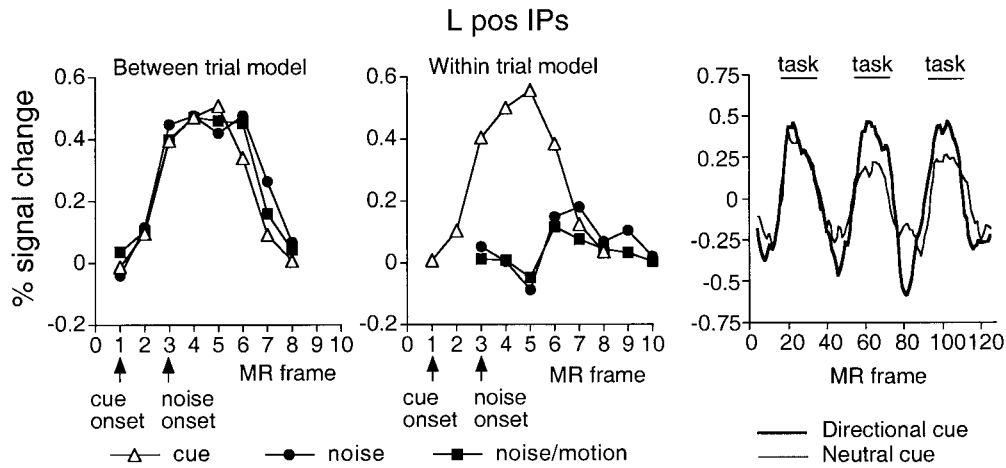 L pos IPs
% signal change
Between trial model
0.6
0.4
0.2
0
-0.2
0 1 2 3 4 5 6 7 8 9 10
MR frame
cue onset
noise onset
Within trial model
0.6
0.4
0.2
0
-0.2
0 1 2 3 4 5 6 7 8 9 10
MR frame
cue onset
noise onset
cue
noise
noise/motion
task task task
0.75
0.25
0
-0.25
-0.75
0 20 40 60 80 100 120
MR frame
Directional cue
Neutral cue